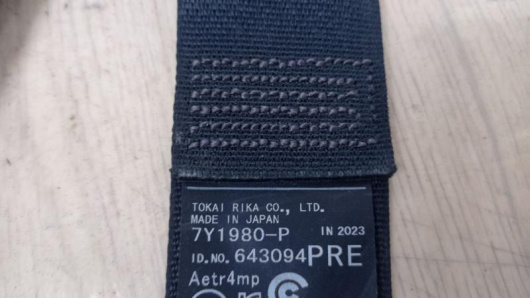 TOKAI RIKA CO., LTD.
MADE IN JAPAN
7Y1980-P IN 2023
ID.NO. 643094PRE
Aetr4mp